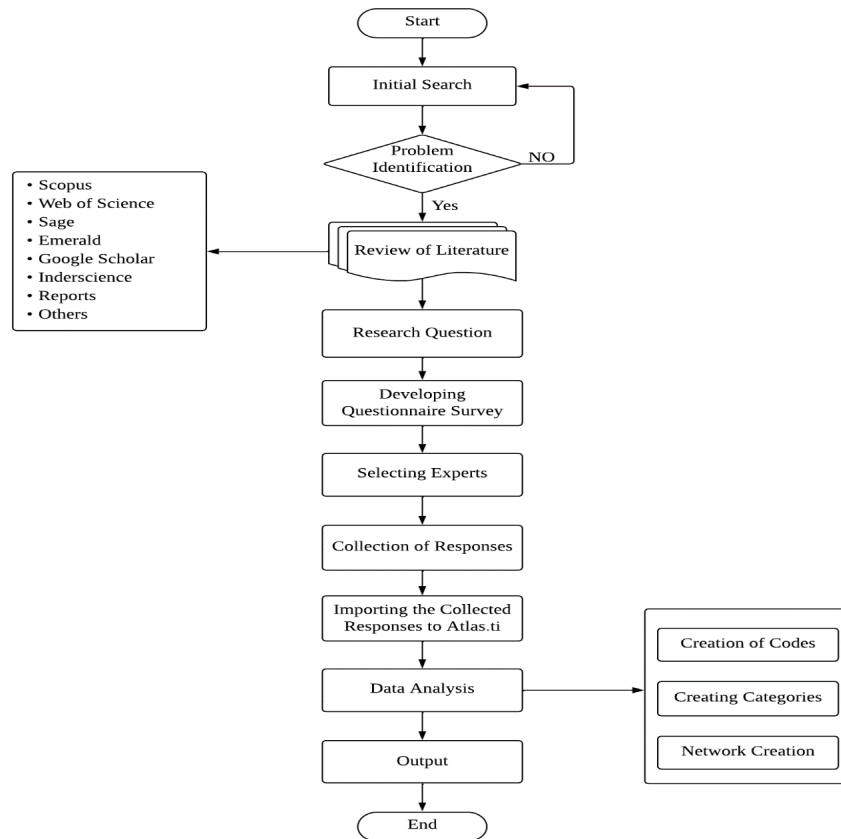 Start
Initial Search
Problem
Identification
NO
Yes
• Scopus
• Web of Science
• Sage
• Emerald
• Google Scholar
• Inderscience
• Reports
• Others
Review of Literature
Research Question
Developing
Questionnaire Survey
Selecting Experts
Collection of Responses
Importing the Collected
Responses to Atlas.ti
Data Analysis
Creation of Codes
Creating Categories
Network Creation
Output
End